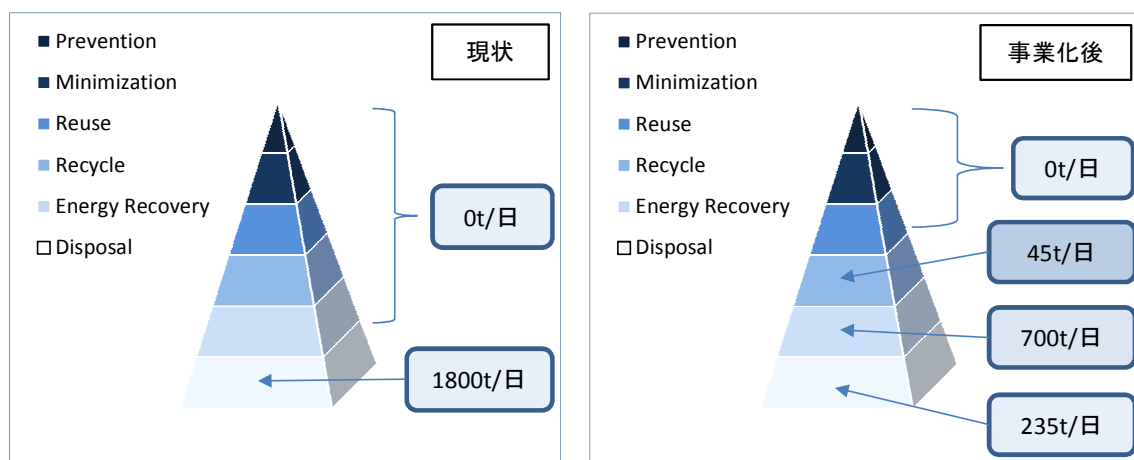 現状
Prevention
Minimization
Reuse
Recycle
Energy Recovery
Disposal
0t/日
1800t/日
事業化後
Prevention
Minimization
Reuse
Recycle
Energy Recovery
Disposal
0t/日
45t/日
700t/日
235t/日